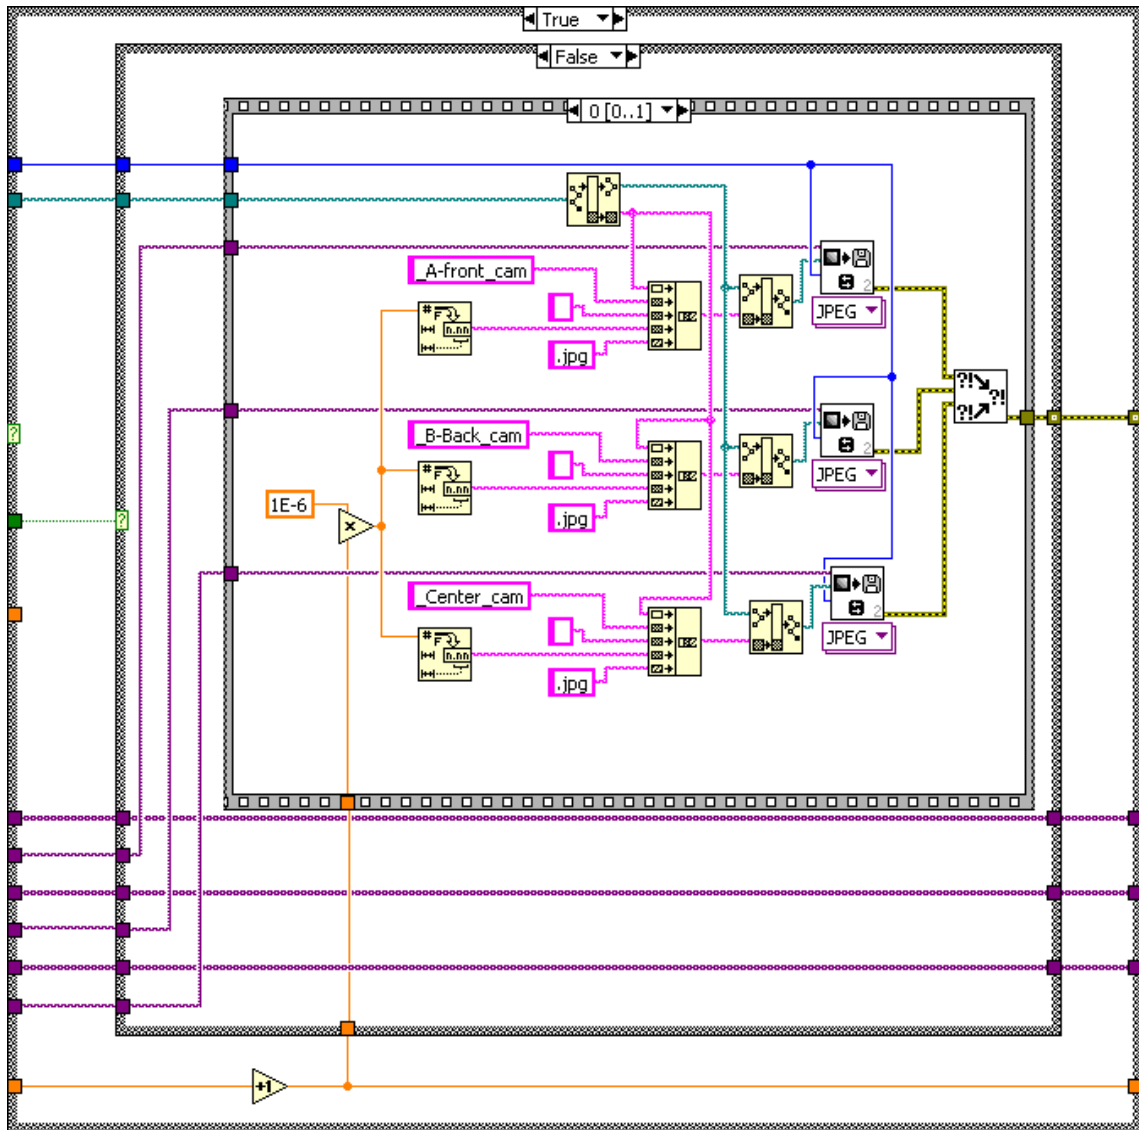 True
False
0 [0..1]
_A-front_cam
.jpg
JPEG
_B-Back_cam
.jpg
JPEG
1E-6
_Center_cam
.jpg
JPEG
+1